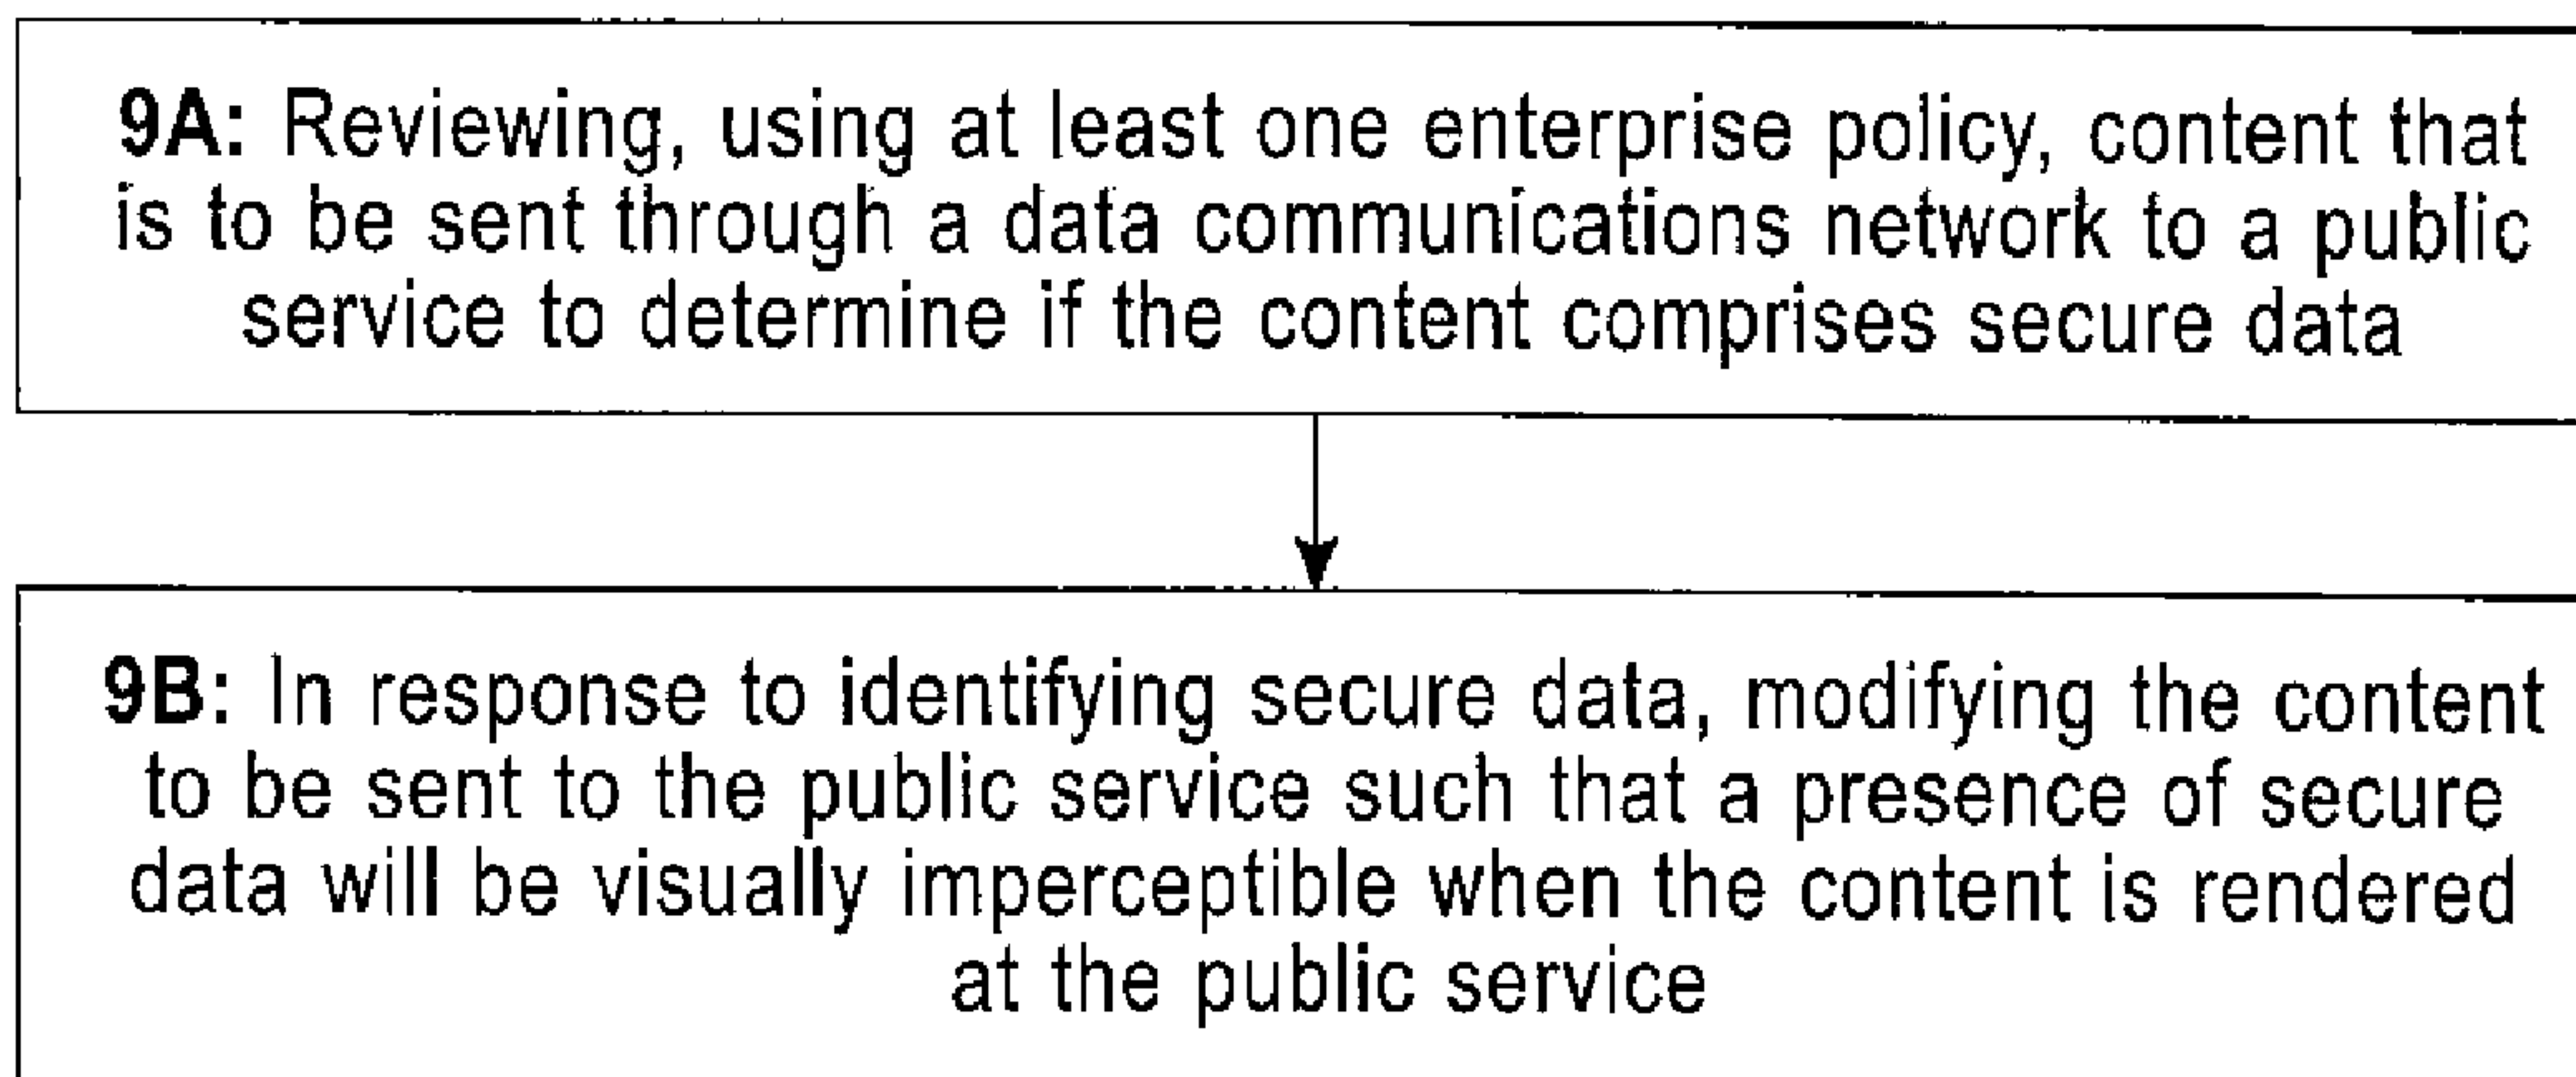 9A: Reviewing, using at least one enterprise policy, content that
is to be sent through a data communications network to a public
service to determine if the content comprises secure data
9B: In response to identifying secure data, modifying the content
to be sent to the public service such that a presence of secure
data will be visually imperceptible when the content is rendered
at the public service